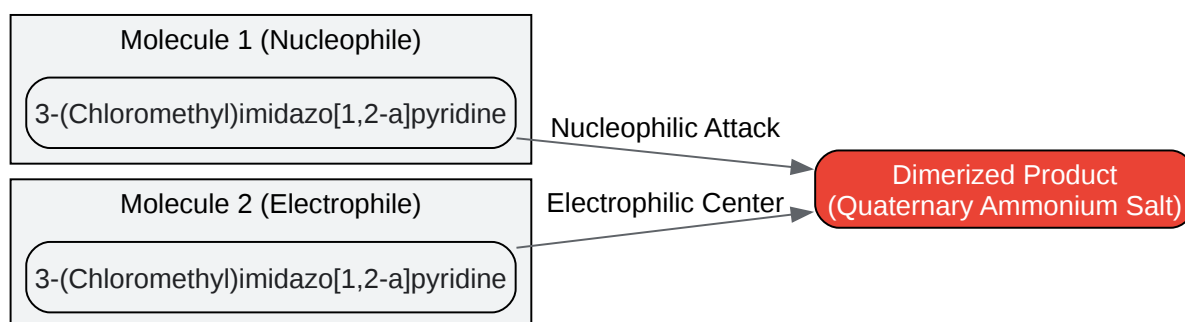 Molecule 1 (Nucleophile)
3-(Chloromethyl)imidazo[1,2-a]pyridine
Nucleophilic Attack
Molecule 2 (Electrophile)
3-(Chloromethyl)imidazo[1,2-a]pyridine
Electrophilic Center
Dimerized Product
(Quaternary Ammonium Salt)